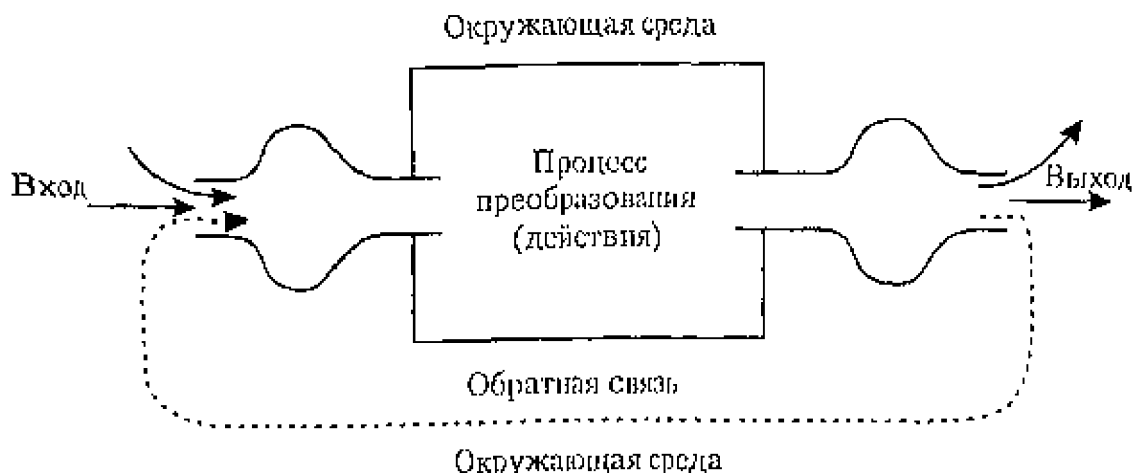 Окружающая среда
Вход
Процесс
преобразования
(действия)
Выход
Обратная связь
Окружающая среда